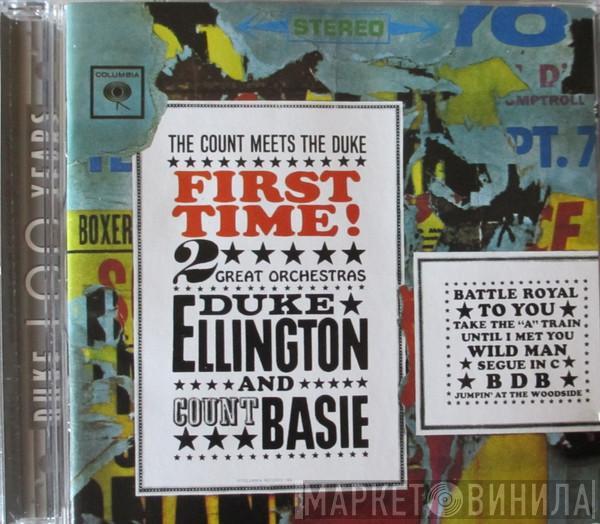 STEREO
70
COLUMBIA
D'
MPTROLL
PT. 7
BOXER
DUKE 100 YEARS
THE COUNT MEETS THE DUKE
FIRST
TIME!
2
GREAT ORCHESTRAS
DUKE
ELLINGTON
AND
COUNT
BASIE
BATTLE ROYAL
TO YOU
TAKE THE "A" TRAIN
UNTIL I MET YOU
WILD MAN
SEGUE IN C
B D B
JUMPIN' AT THE WOODSIDE
МАРКЕТ ВИНИЛА